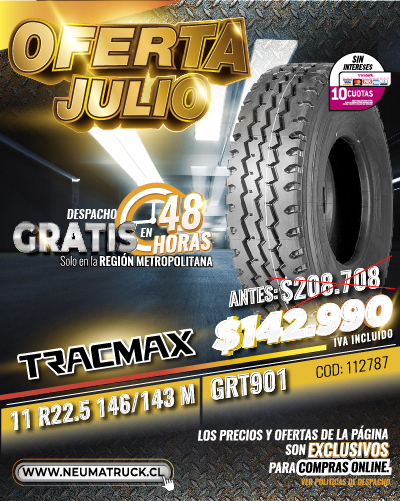 OFERTA
JULIO
SIN
INTERESES
10 CUOTAS
DESPACHO
GRATIS EN 48 HORAS
Solo en la REGIÓN METROPOLITANA
ANTES: $208.708
$142.990
IVA INCLUIDO
TRACMAX
COD: 112787
11 R22.5 146/143 M GRT901
LOS PRECIOS Y OFERTAS DE LA PÁGINA
SON EXCLUSIVOS
PARA COMPRAS ONLINE.
VER POLITICAS DE DESPACHO.
WWW.NEUMATRUCK.CL